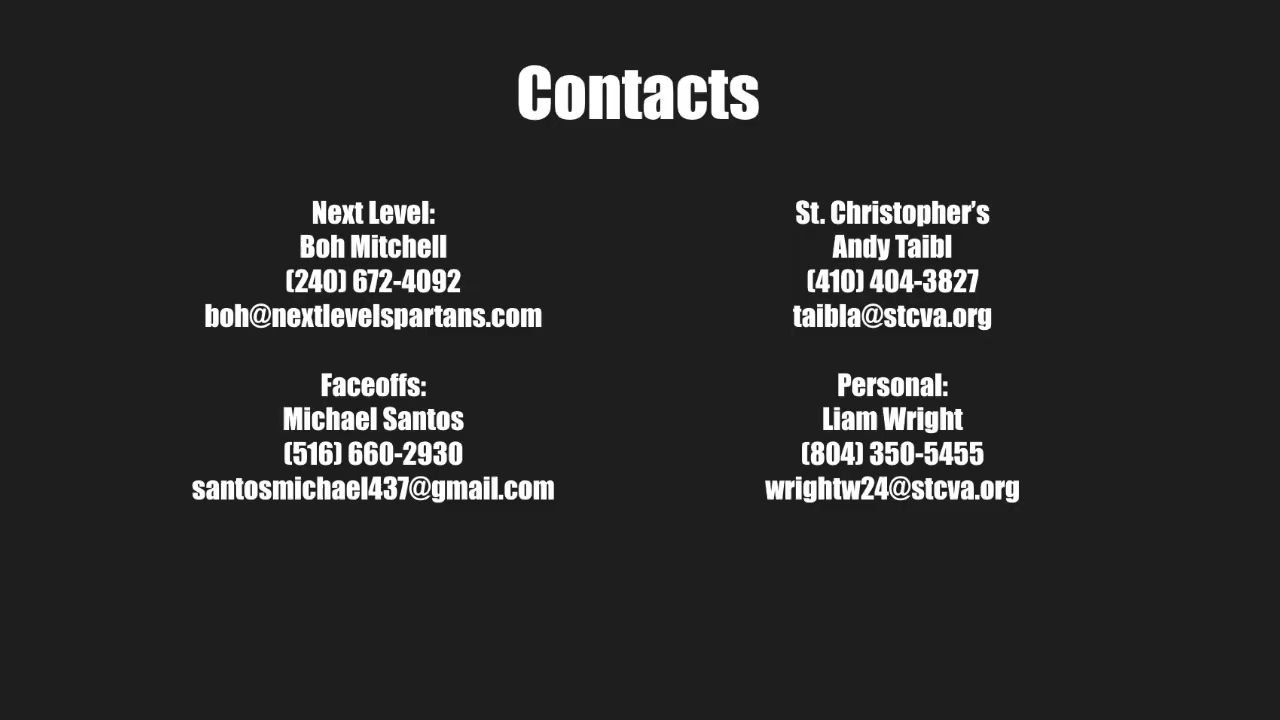 Contacts
Next Level:
Boh Mitchell
(240) 672-4092
boh@nextlevelspartans.com
Faceoffs:
Michael Santos
(516) 660-2930
santosmichael437@gmail.com
St. Christopher's
Andy Taibl
(410) 404-3827
taibla@stcva.org
Personal:
Liam Wright
(804) 350-5455
wrightw24@stcva.org